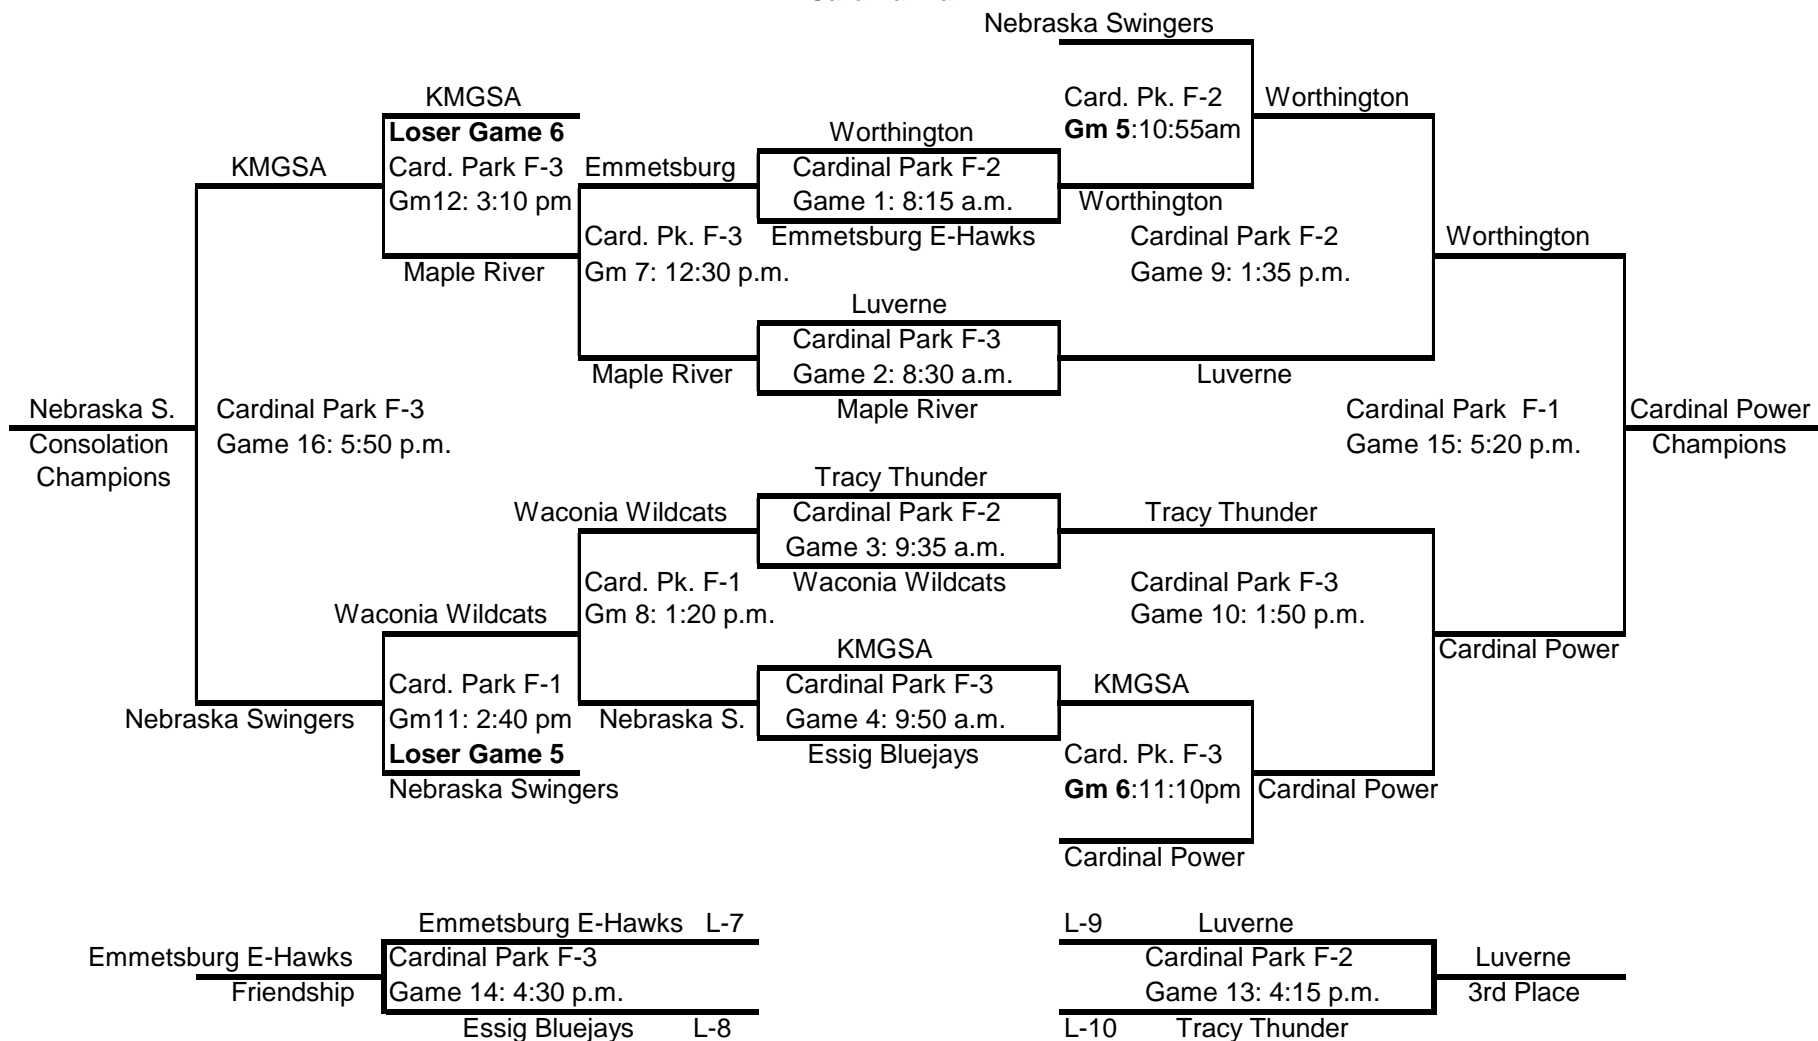 Nebraska Swingers
KMGSA
Card. Pk. F-2
Worthington
Loser Game 6
Worthington
Gm 5:10:55am
KMGSA
Card. Park F-3
Emmetsburg
Cardinal Park F-2
Gm12: 3:10 pm
Game 1: 8:15 a.m.
Worthington
Card. Pk. F-3
Emmetsburg E-Hawks
Cardinal Park F-2
Worthington
Maple River
Gm 7: 12:30 p.m.
Game 9: 1:35 p.m.
Luverne
Cardinal Park F-3
Maple River
Game 2: 8:30 a.m.
Luverne
Nebraska S.
Cardinal Park F-3
Maple River
Cardinal Park F-1
Cardinal Power
Consolation
Game 16: 5:50 p.m.
Game 15: 5:20 p.m.
Champions
Champions
Tracy Thunder
Waconia Wildcats
Cardinal Park F-2
Tracy Thunder
Game 3: 9:35 a.m.
Card. Pk. F-1
Waconia Wildcats
Cardinal Park F-3
Waconia Wildcats
Gm 8: 1:20 p.m.
Game 10: 1:50 p.m.
KMGSA
Cardinal Power
Card. Park F-1
Cardinal Park F-3
KMGSA
Nebraska Swingers
Gm11: 2:40 pm
Nebraska S.
Game 4: 9:50 a.m.
Loser Game 5
Essig Bluejays
Card. Pk. F-3
Nebraska Swingers
Gm 6:11:10pm
Cardinal Power
Cardinal Power
Emmetsburg E-Hawks L-7
L-9 Luverne
Emmetsburg E-Hawks
Cardinal Park F-3
Cardinal Park F-2
Luverne
Friendship
Game 14: 4:30 p.m.
Game 13: 4:15 p.m.
3rd Place
Essig Bluejays L-8
L-10 Tracy Thunder